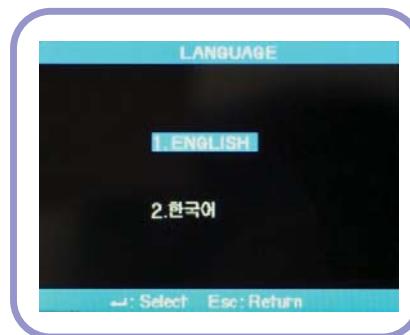 LANGUAGE
1.ENGLISH
2.한국어
↵: Select Esc: Return